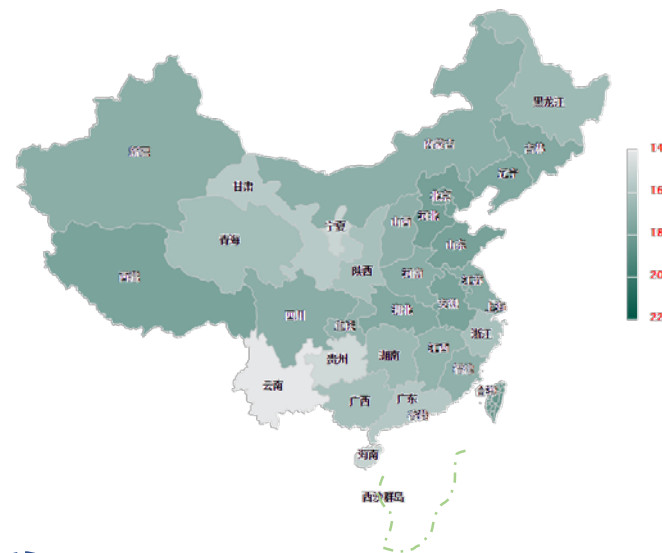 黑龙江
新疆
内蒙古
吉林
辽宁
甘肃
北京
宁夏
山西
河北
青海
山东
西藏
陕西
河南
江苏
四川
湖北
安徽
上海
重庆
浙江
贵州
湖南
江西
福建
云南
广西
广东
台湾
香港
海南
西沙群岛
14
16
18
20
22